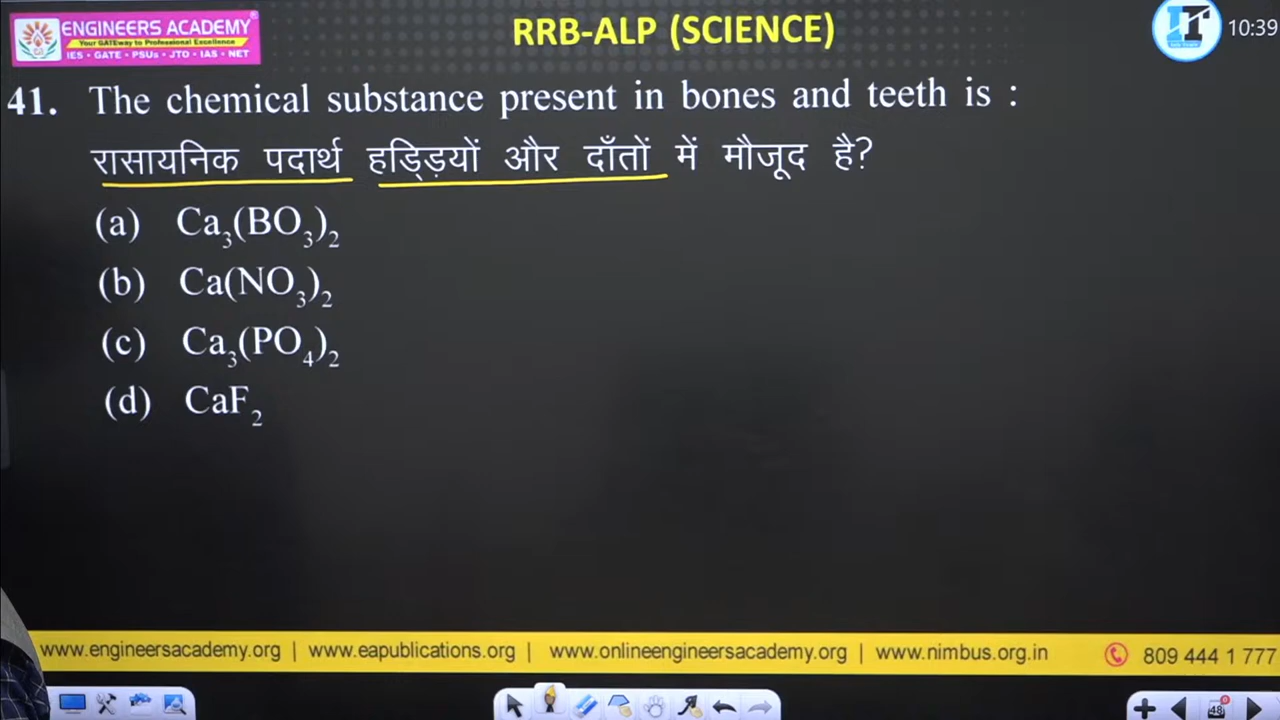 ENGINEERS ACADEMY
Your GATEway to Professional Excellence
IES • GATE • PSUs • JTO • IAS • NET
RRB-ALP (SCIENCE)
10:39
41. The chemical substance present in bones and teeth is :
रासायनिक पदार्थ हड्डियों और दाँतों में मौजूद है?
(a) Ca₃(BO₃)₂
(b) Ca(NO₃)₂
(c) Ca₃(PO₄)₂
(d) CaF₂
www.engineersacademy.org | www.eapublications.org | www.onlineengineersacademy.org | www.nimbus.org.in 809 444 1 777
48